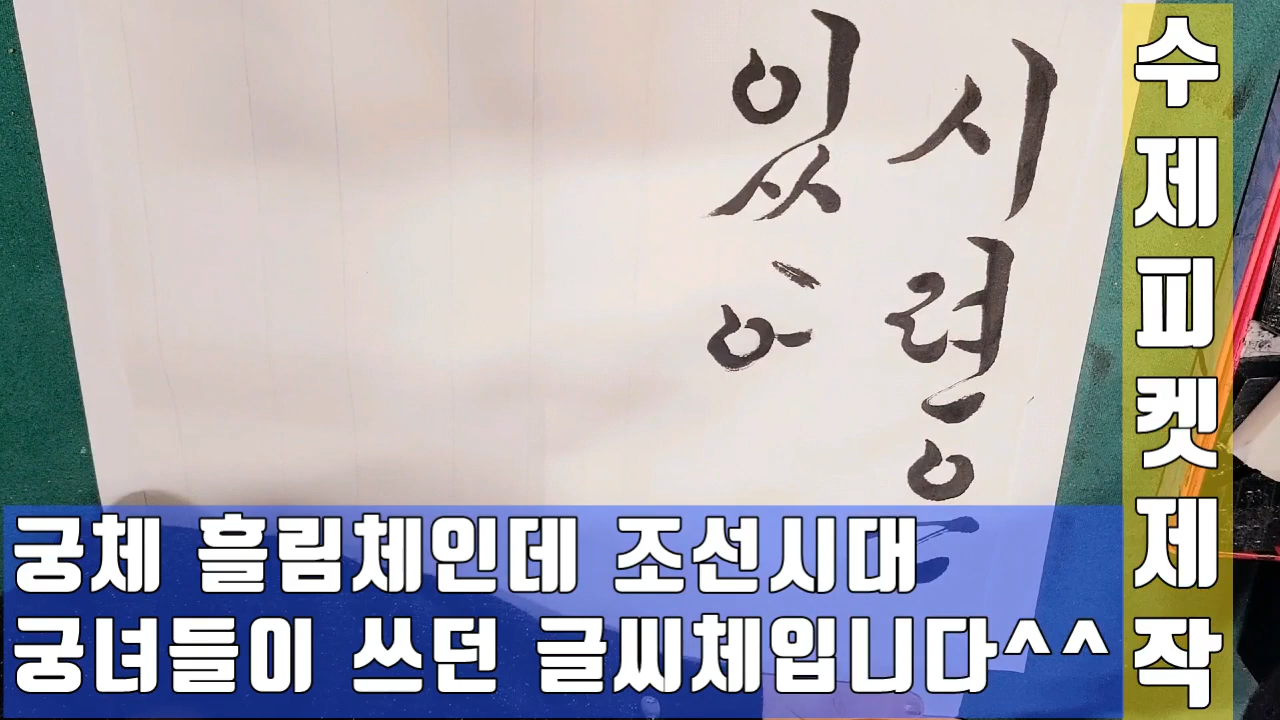 시련
있
수제피켓제작
궁체 흘림체인데 조선시대
궁녀들이 쓰던 글씨체입니다^^